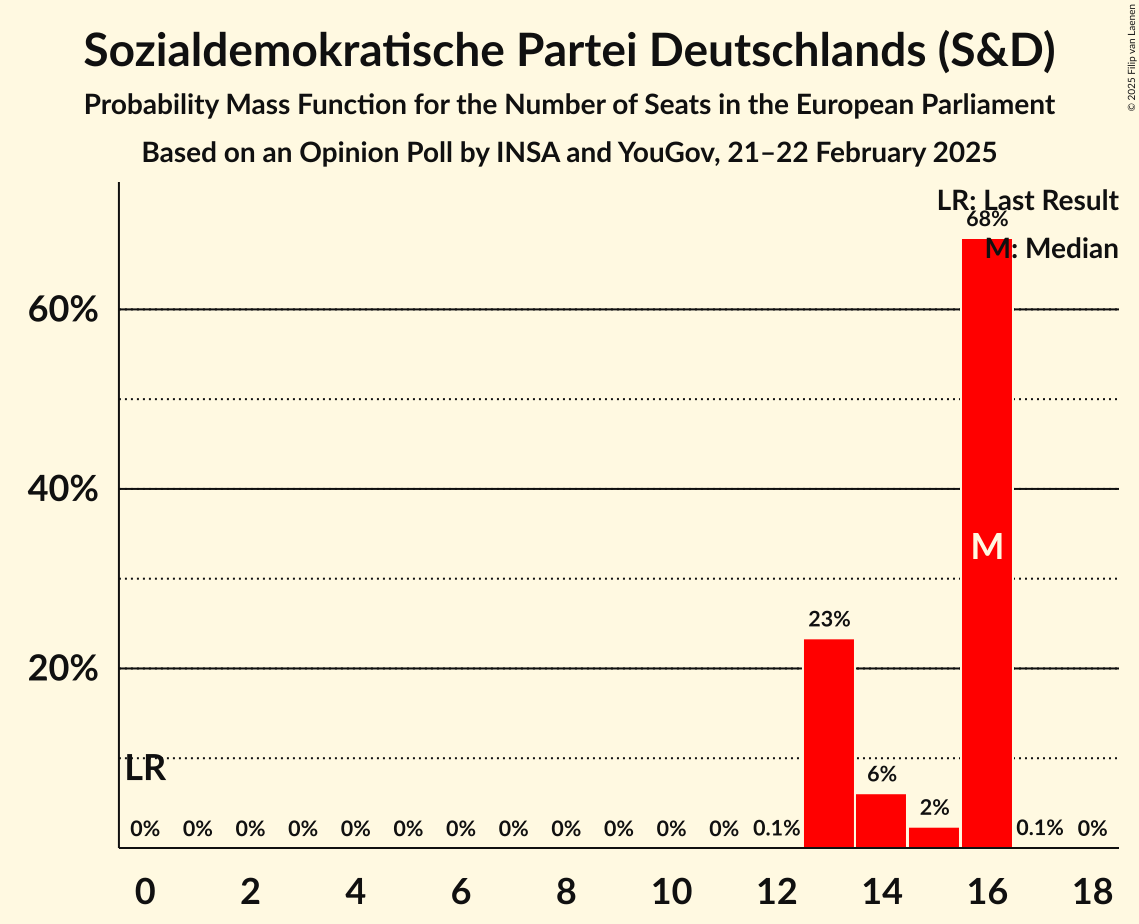 Sozialdemokratische Partei Deutschlands (S&D)
Probability Mass Function for the Number of Seats in the European Parliament
Based on an Opinion Poll by INSA and YouGov, 21–22 February 2025
© 2025 Filip van Laenen
LR: Last Result
M: Median
68%
60%
40%
M
23%
20%
LR
6%
2%
0% 0% 0% 0% 0% 0% 0% 0% 0% 0% 0% 0% 0.1% 0.1% 0%
0 2 4 6 8 10 12 14 16 18